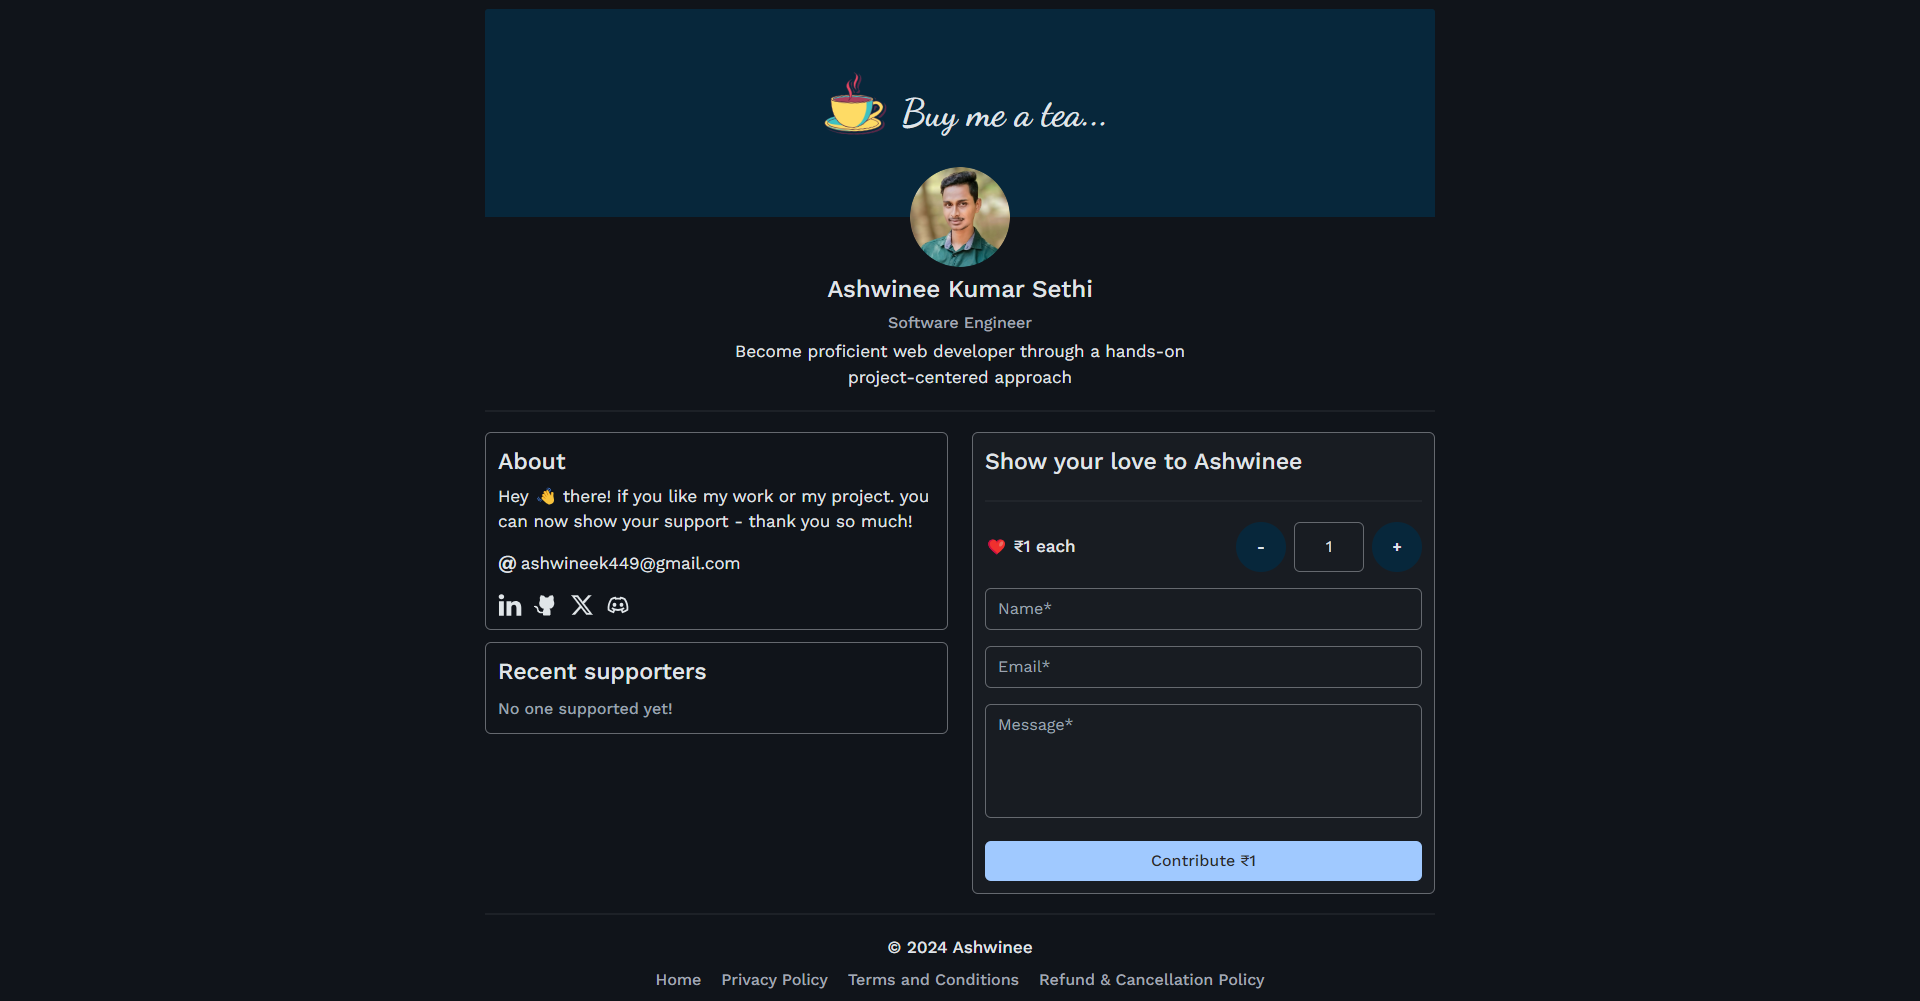 Buy me a tea...
Ashwinee Kumar Sethi
Software Engineer
Become proficient web developer through a hands-on
project-centered approach
About
Hey 👋 there! if you like my work or my project. you
can now show your support - thank you so much!
@ ashwineek449@gmail.com
Recent supporters
No one supported yet!
Show your love to Ashwinee
❤️ ₹1 each
- 1 +
Name*
Email*
Message*
Contribute ₹1
© 2024 Ashwinee
Home Privacy Policy Terms and Conditions Refund & Cancellation Policy